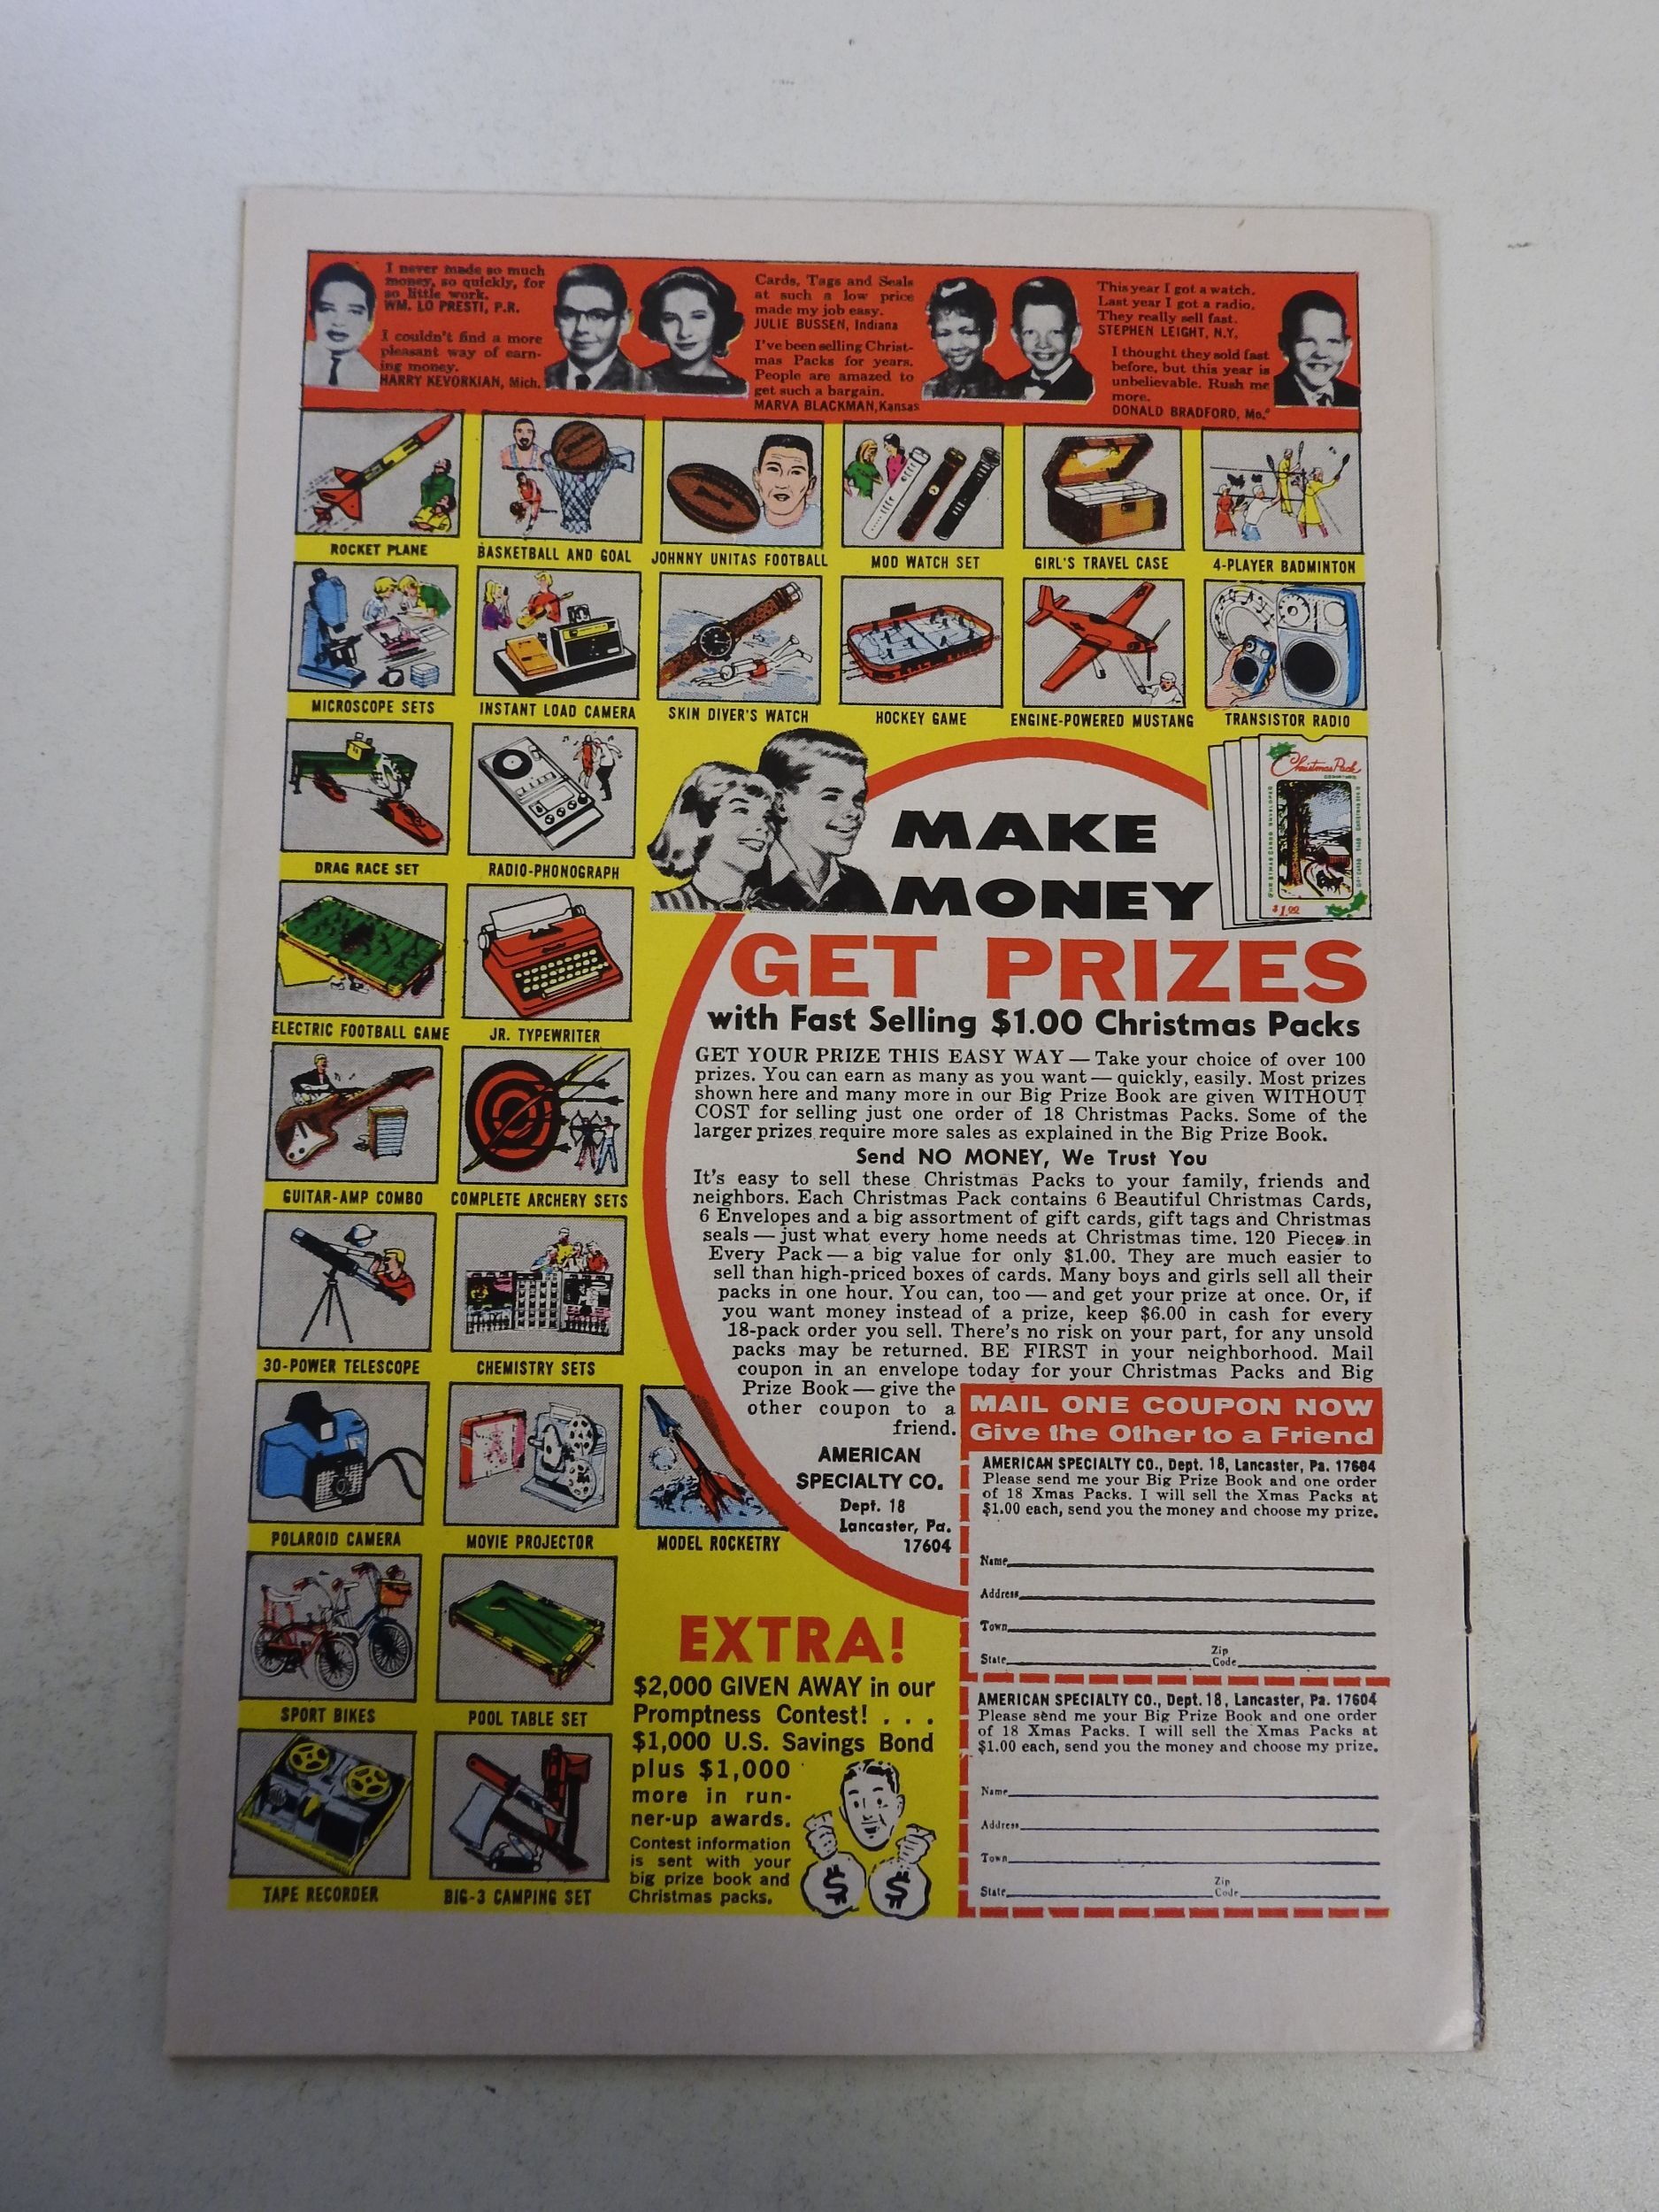 I never made so much
money, so quickly, for
so little work.
WM. LO PRESTI, P.R.
I couldn't find a more
pleasant way of earn-
ing money.
HARRY KEVORKIAN, Mich.
Cards, Tags and Seals
at such a low price
made my job easy.
JULIE BUSSEN, Indiana
I've been selling Christ-
mas Packs for years.
People are amazed to
get such a bargain.
MARVA BLACKMAN, Kansas
This year I got a watch.
Last year I got a radio.
They really sell fast.
STEPHEN LEIGHT, N.Y.
I thought they sold fast
before, but this year is
unbelievable. Rush me
more.
DONALD BRADFORD, Mo.
ROCKET PLANE
BASKETBALL AND GOAL
JOHNNY UNITAS FOOTBALL
MOD WATCH SET
GIRL'S TRAVEL CASE
4-PLAYER BADMINTON
MICROSCOPE SETS
INSTANT LOAD CAMERA
SKIN DIVER'S WATCH
HOCKEY GAME
ENGINE-POWERED MUSTANG
TRANSISTOR RADIO
DRAG RACE SET
RADIO-PHONOGRAPH
ELECTRIC FOOTBALL GAME
JR. TYPEWRITER
GUITAR-AMP COMBO
COMPLETE ARCHERY SETS
30-POWER TELESCOPE
CHEMISTRY SETS
POLAROID CAMERA
MOVIE PROJECTOR
MODEL ROCKETRY
SPORT BIKES
POOL TABLE SET
TAPE RECORDER
BIG-3 CAMPING SET
Christmas Pack
$1.00
MAKE
MONEY
GET PRIZES
with Fast Selling $1.00 Christmas Packs
GET YOUR PRIZE THIS EASY WAY — Take your choice of over 100
prizes. You can earn as many as you want — quickly, easily. Most prizes
shown here and many more in our Big Prize Book are given WITHOUT
COST for selling just one order of 18 Christmas Packs. Some of the
larger prizes require more sales as explained in the Big Prize Book.
Send NO MONEY, We Trust You
It's easy to sell these Christmas Packs to your family, friends and
neighbors. Each Christmas Pack contains 6 Beautiful Christmas Cards,
6 Envelopes and a big assortment of gift cards, gift tags and Christmas
seals — just what every home needs at Christmas time. 120 Pieces in
Every Pack — a big value for only $1.00. They are much easier to
sell than high-priced boxes of cards. Many boys and girls sell all their
packs in one hour. You can, too — and get your prize at once. Or, if
you want money instead of a prize, keep $6.00 in cash for every
18-pack order you sell. There's no risk on your part, for any unsold
packs may be returned. BE FIRST in your neighborhood. Mail
coupon in an envelope today for your Christmas Packs and Big
Prize Book — give the
other coupon to a
friend.
AMERICAN
SPECIALTY CO.
Dept. 18
Lancaster, Pa.
17604
EXTRA!
$2,000 GIVEN AWAY in our
Promptness Contest! . . .
$1,000 U.S. Savings Bond
plus $1,000
more in run-
ner-up awards.
Contest information
is sent with your
big prize book and
Christmas packs.
$ $
MAIL ONE COUPON NOW
Give the Other to a Friend
AMERICAN SPECIALTY CO., Dept. 18, Lancaster, Pa. 17604
Please send me your Big Prize Book and one order
of 18 Xmas Packs. I will sell the Xmas Packs at
$1.00 each, send you the money and choose my prize.
Name
Address
Town
State Zip Code
AMERICAN SPECIALTY CO., Dept. 18, Lancaster, Pa. 17604
Please send me your Big Prize Book and one order
of 18 Xmas Packs. I will sell the Xmas Packs at
$1.00 each, send you the money and choose my prize.
Name
Address
Town
State Zip Code